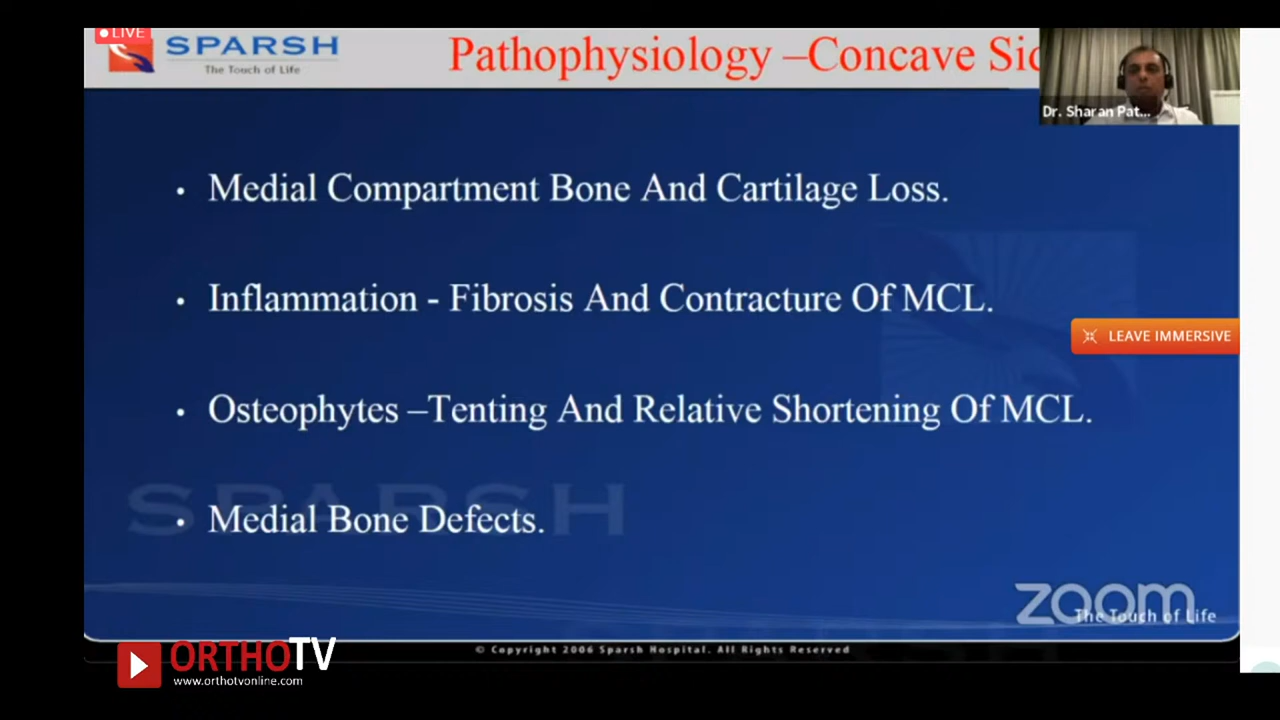 LIVE
SPARSH
The Touch of Life
Pathophysiology –Concave Sid
Dr. Sharan Pat...
• Medial Compartment Bone And Cartilage Loss.
• Inflammation - Fibrosis And Contracture Of MCL.
LEAVE IMMERSIVE
• Osteophytes –Tenting And Relative Shortening Of MCL.
SPARSH
• Medial Bone Defects.
zoom
The Touch of Life
ORTHOTV
www.orthotvonline.com
© Copyright 2006 Sparsh Hospital. All Rights Reserved